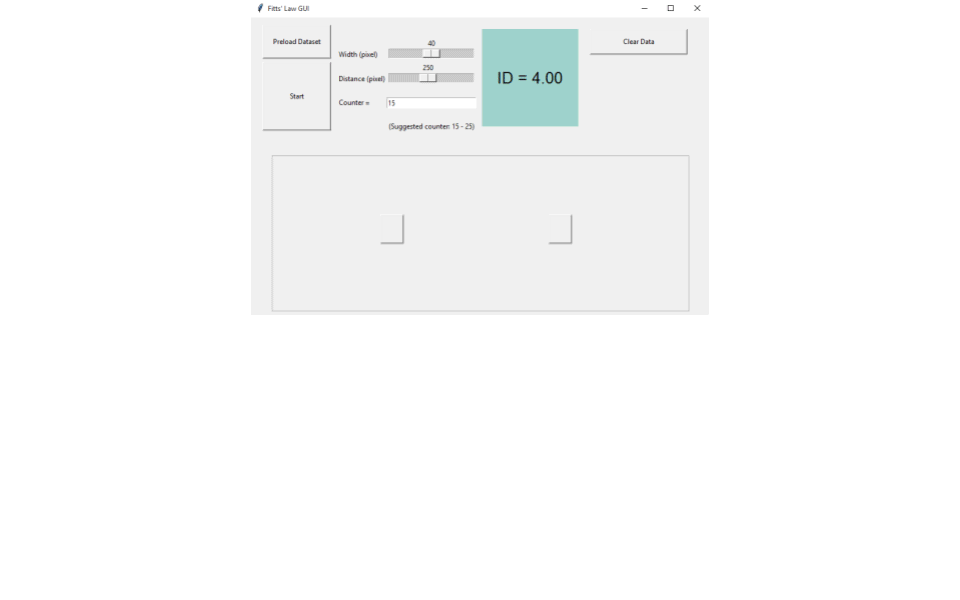 Fitts' Law GUI
Preload Dataset
Start
Width (pixel)
40
Distance (pixel)
250
Counter =
15
(Suggested counter: 15 - 25)
ID = 4.00
Clear Data